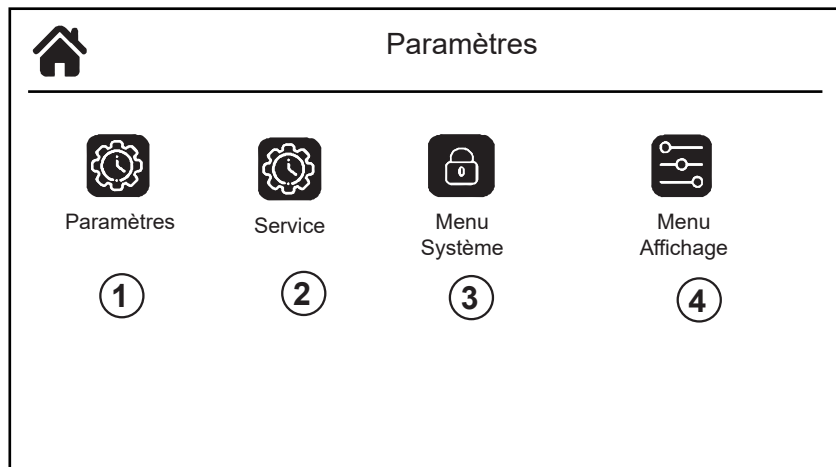 Paramètres
Paramètres
Service
Menu
Système
Menu
Affichage
1
2
3
4